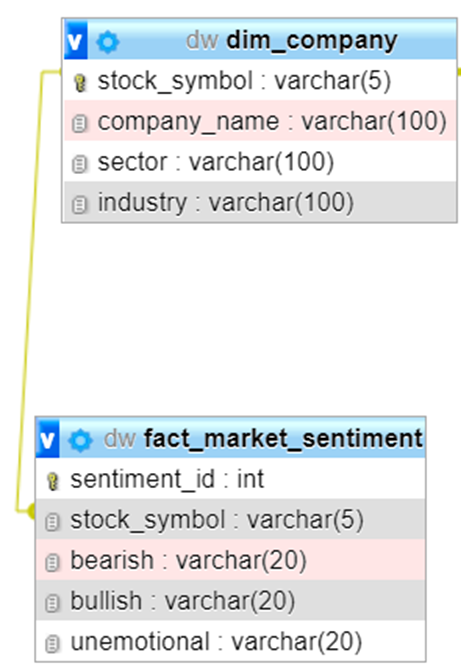 v dw dim_company
stock_symbol : varchar(5)
company_name : varchar(100)
sector : varchar(100)
industry : varchar(100)
v dw fact_market_sentiment
sentiment_id : int
stock_symbol : varchar(5)
bearish : varchar(20)
bullish : varchar(20)
unemotional : varchar(20)